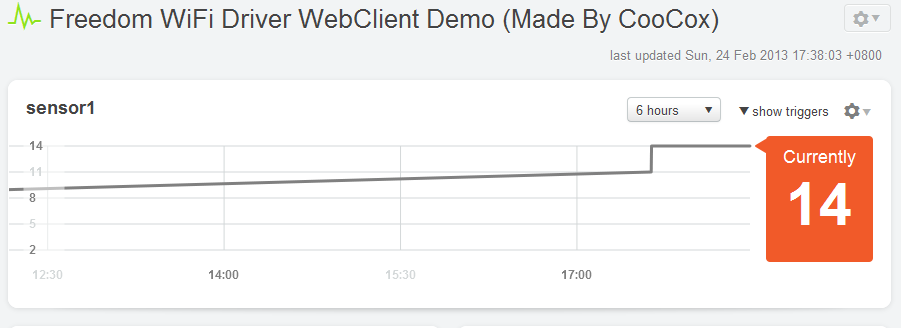 Freedom WiFi Driver WebClient Demo (Made By CooCox)
last updated Sun, 24 Feb 2013 17:38:03 +0800
sensor1
6 hours
show triggers
14
11
8
5
2
12:30
14:00
15:30
17:00
Currently
14